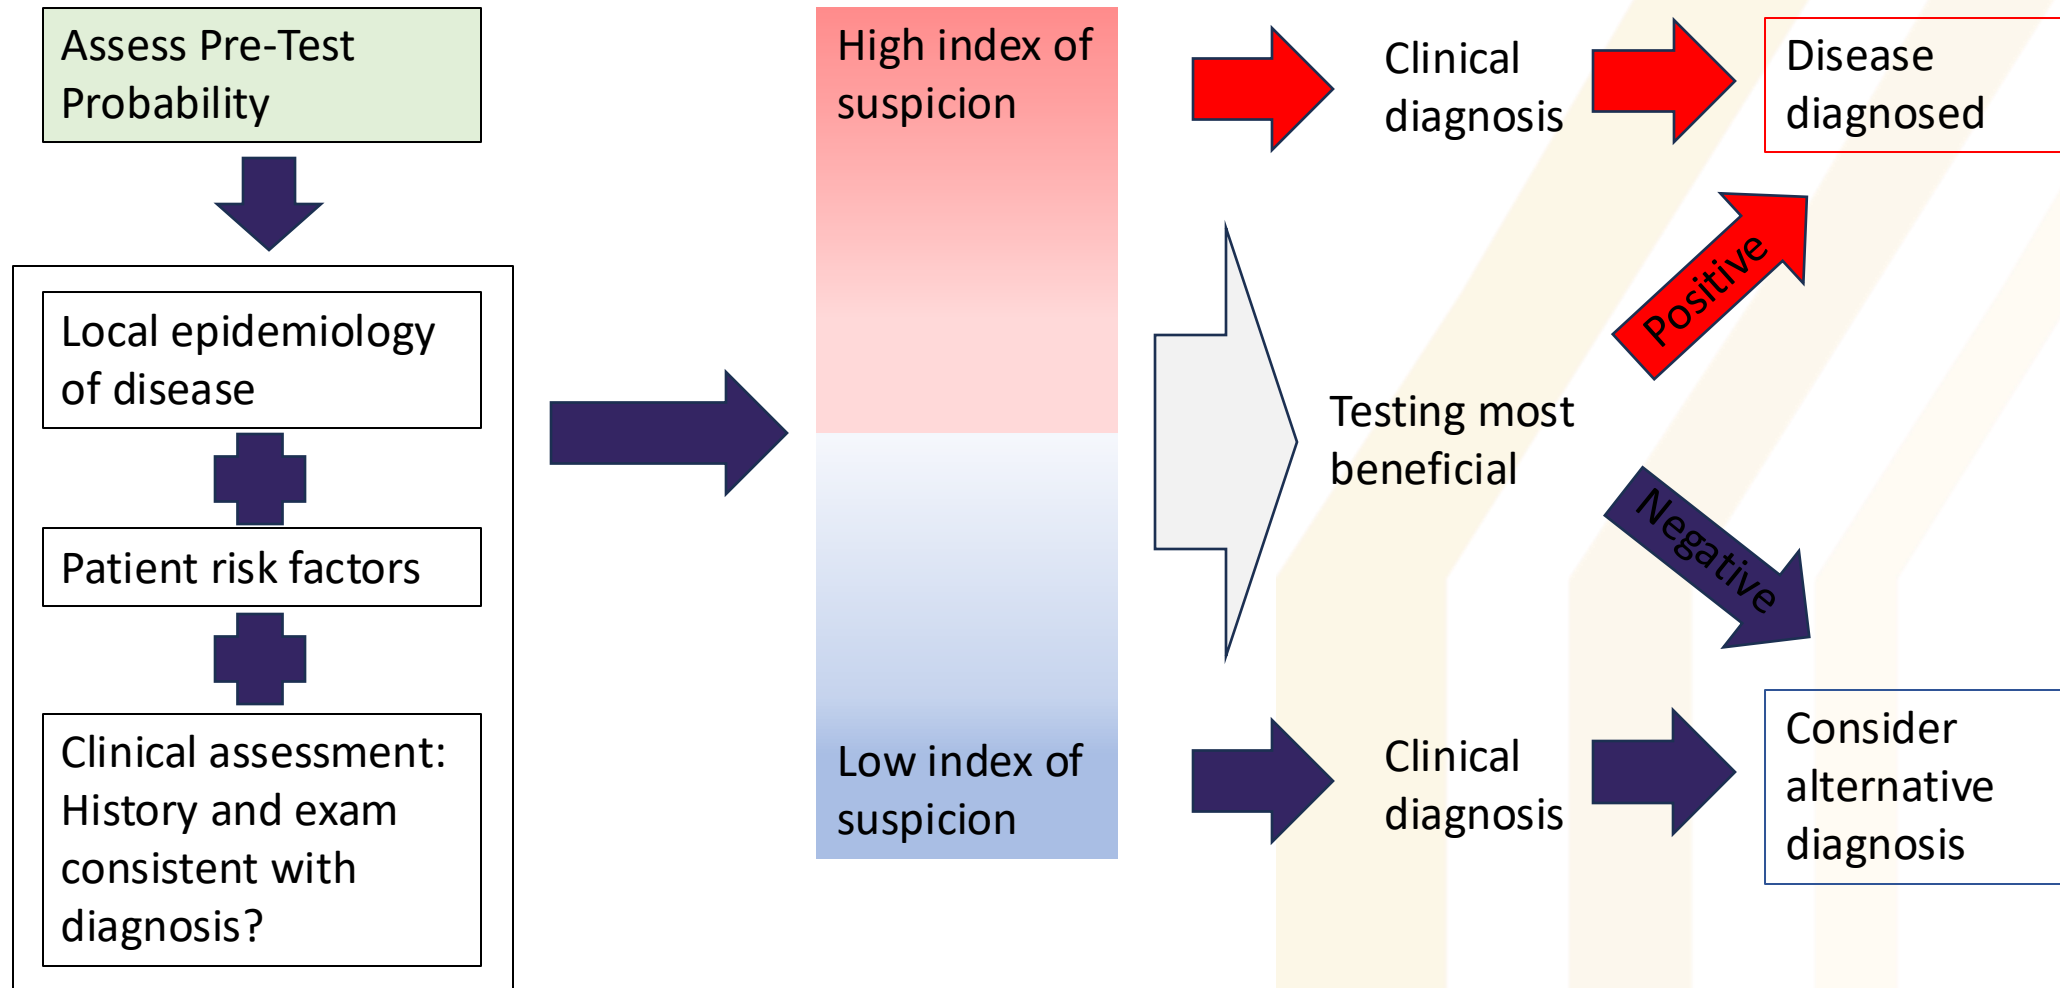 Assess Pre-Test
Probability
Local epidemiology
of disease
Patient risk factors
Clinical assessment:
History and exam
consistent with
diagnosis?
High index of
suspicion
Low index of
suspicion
Clinical
diagnosis
Disease
diagnosed
Testing most
beneficial
Positive
Negative
Clinical
diagnosis
Consider
alternative
diagnosis